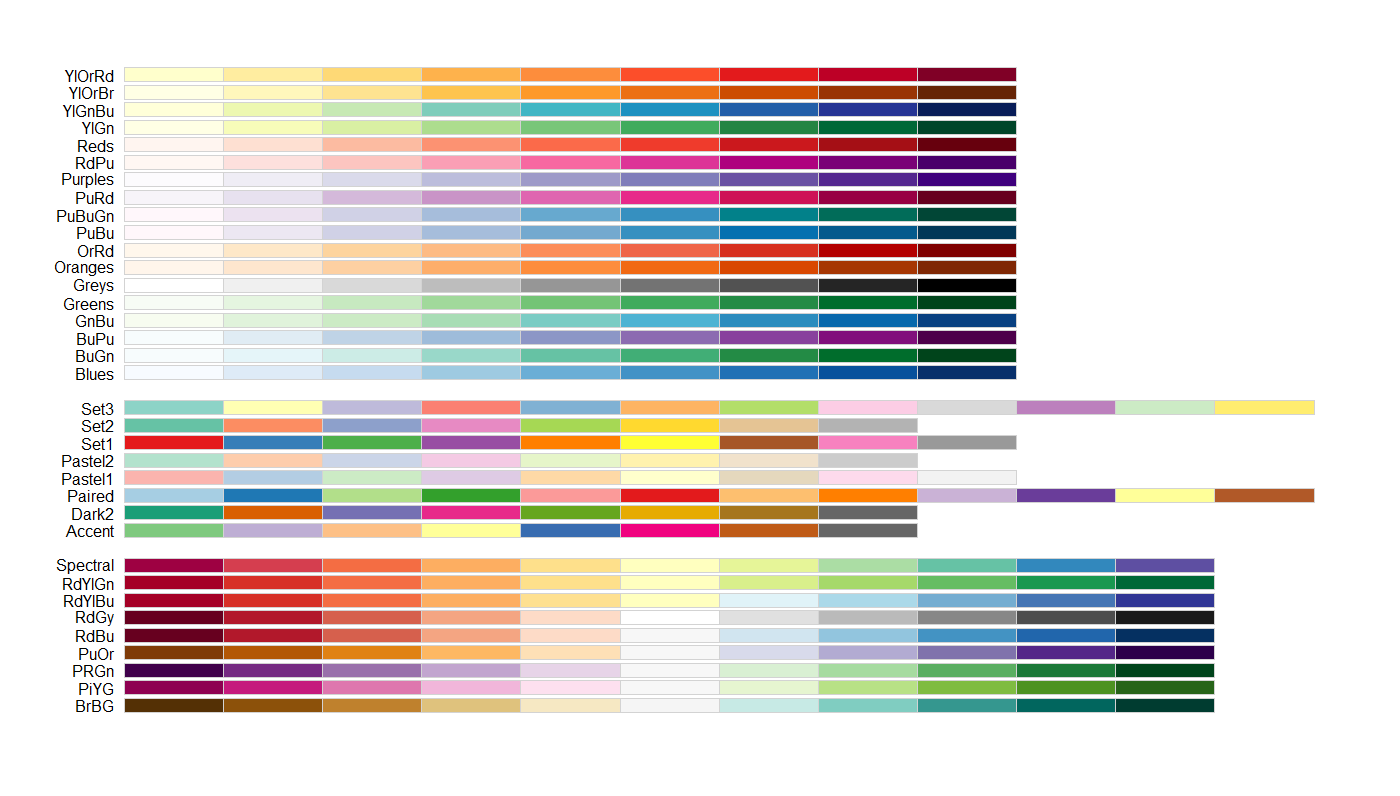 YlOrRd
YlOrBr
YlGnBu
YlGn
Reds
RdPu
Purples
PuRd
PuBuGn
PuBu
OrRd
Oranges
Greys
Greens
GnBu
BuPu
BuGn
Blues
Set3
Set2
Set1
Pastel2
Pastel1
Paired
Dark2
Accent
Spectral
RdYlGn
RdYlBu
RdGy
RdBu
PuOr
PRGn
PiYG
BrBG